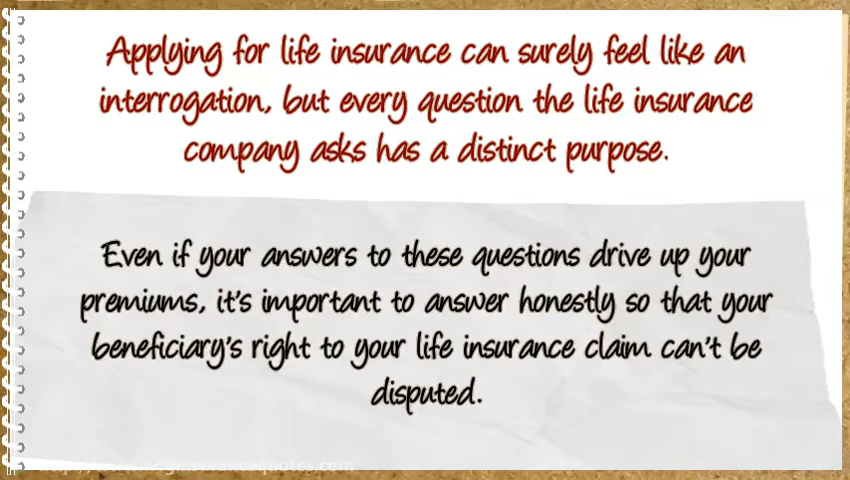 Applying for life insurance can surely feel like an
interrogation, but every question the life insurance
company asks has a distinct purpose.
Even if your answers to these questions drive up your
premiums, it's important to answer honestly so that your
beneficiary's right to your life insurance claim can't be
disputed.